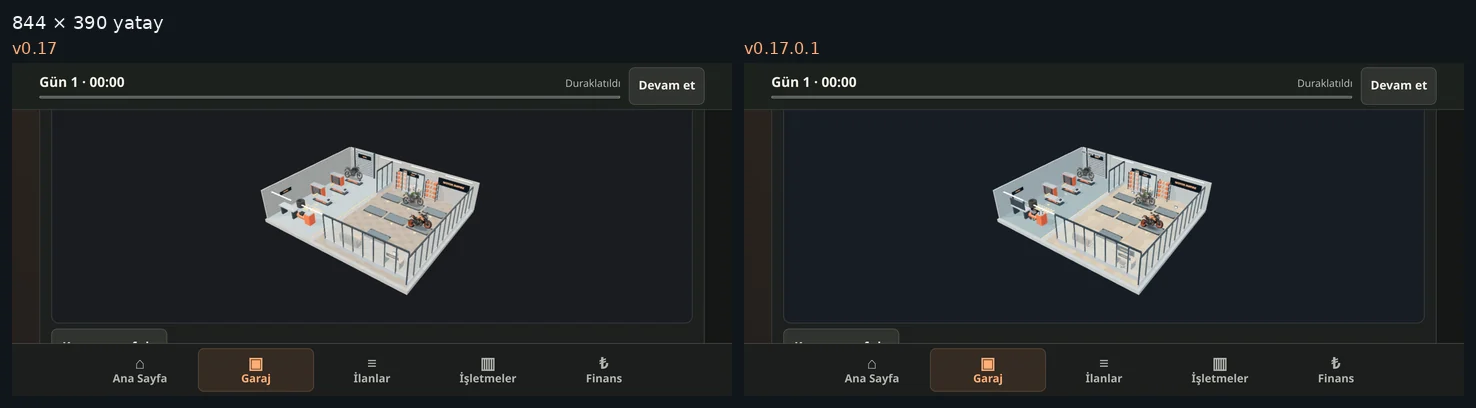 844 × 390 yatay
v0.17
Gün 1 · 00:00
Duraklatıldı
Devam et
Ana Sayfa
Garaj
İlanlar
İşletmeler
₺
Finans
v0.17.0.1
Gün 1 · 00:00
Duraklatıldı
Devam et
Ana Sayfa
Garaj
İlanlar
İşletmeler
₺
Finans